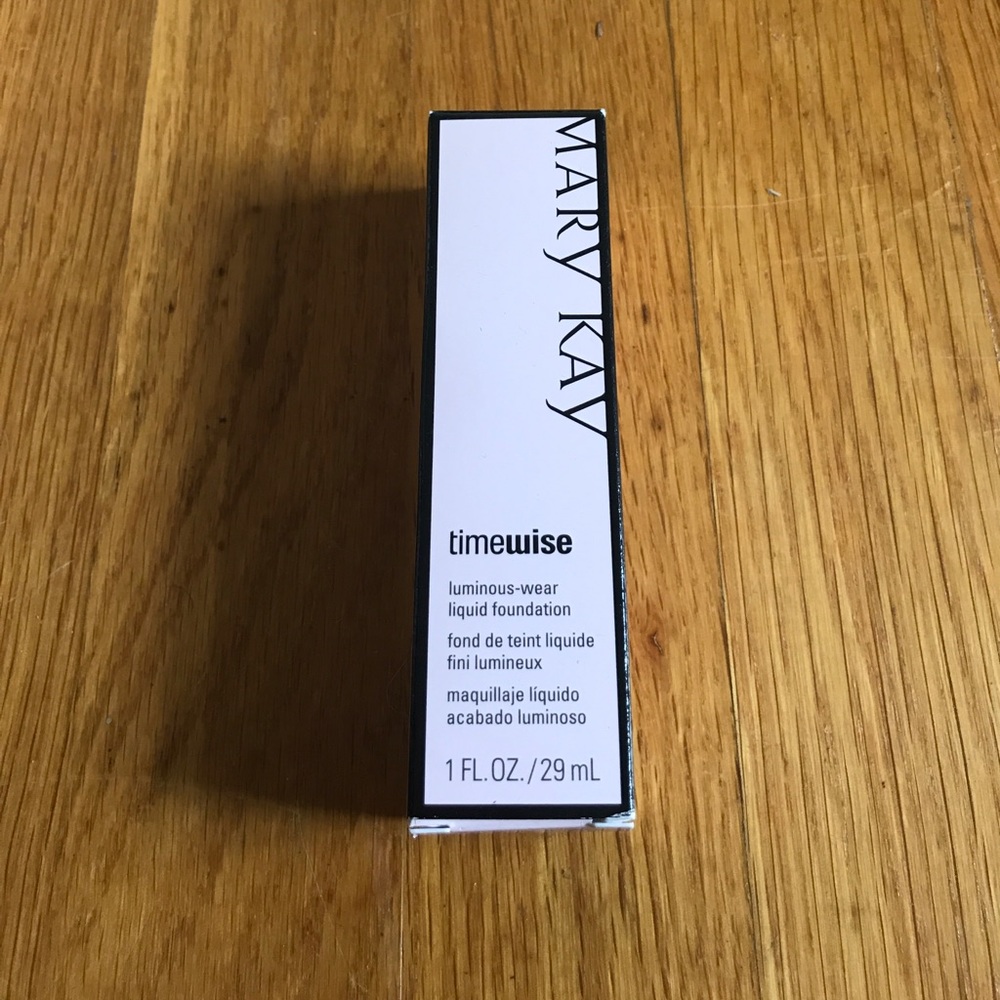 MARY KAY
timewise
luminous-wear
liquid foundation
fond de teint liquide
fini lumineux
maquillaje líquido
acabado luminoso
1 FL.OZ./29 mL